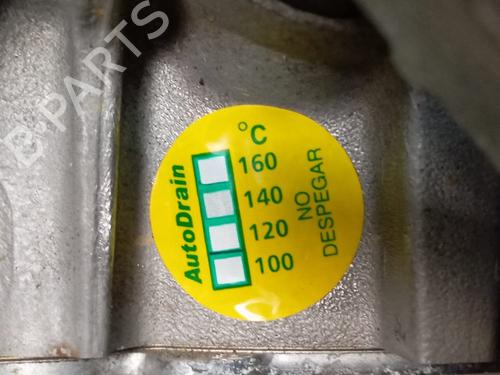 °C
AutoDrain
160
140
120
100
NO
DESPEGAR
B-PARTS